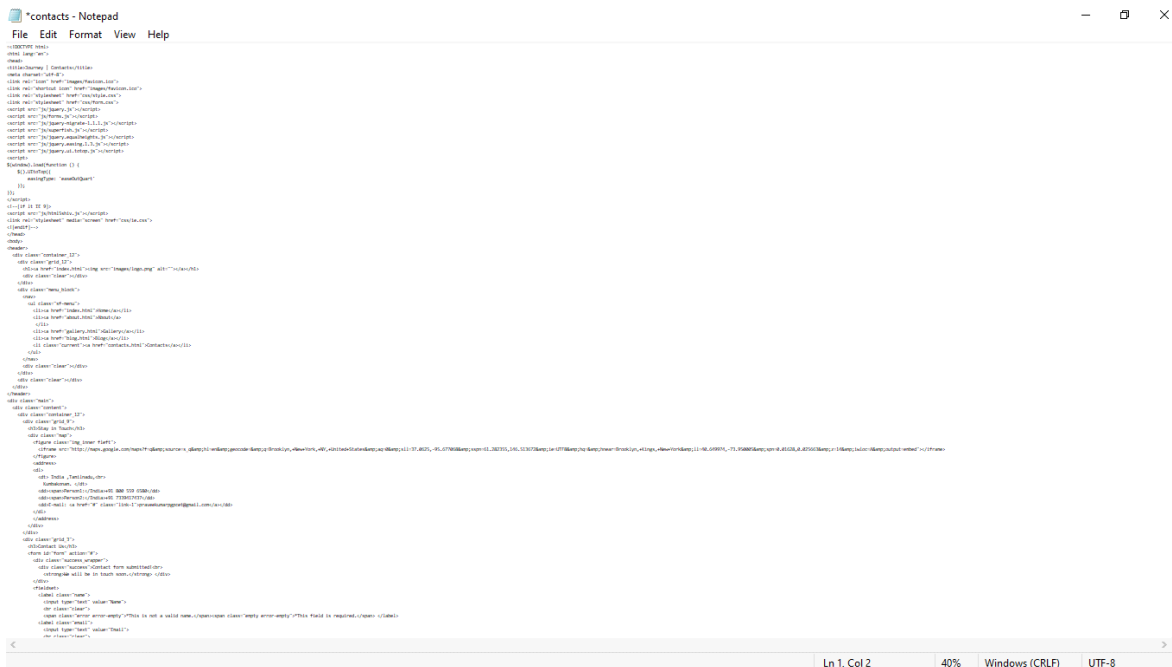 *contacts - Notepad
File Edit Format View Help
<!DOCTYPE html>
<html lang="en">
<head>
<title>Journey | Contacts</title>
<meta charset="utf-8">
<link rel="icon" href="images/favicon.ico">
<link rel="shortcut icon" href="images/favicon.ico">
<link rel="stylesheet" href="css/style.css">
<link rel="stylesheet" href="css/form.css">
<script src="js/jquery.js"></script>
<script src="js/forms.js"></script>
<script src="js/jquery-migrate-1.1.1.js"></script>
<script src="js/superfish.js"></script>
<script src="js/jquery.equalheights.js"></script>
<script src="js/jquery.easing.1.3.js"></script>
<script src="js/jquery.ui.totop.js"></script>
<script>
$(window).load(function () {
$().UItoTop({
easingType: 'easeOutQuart'
});
});
</script>
<!--[if lt IE 9]>
<script src="js/html5shiv.js"></script>
<link rel="stylesheet" media="screen" href="css/ie.css">
<![endif]-->
</head>
<body>
<header>
<div class="container_12">
<div class="grid_12">
<h1><a href="index.html"><img src="images/logo.png" alt=""></a></h1>
<div class="clear"></div>
</div>
<div class="menu_block">
<nav>
<ul class="sf-menu">
<li><a href="index.html">Home</a></li>
<li><a href="about.html">About</a>
</li>
<li><a href="gallery.html">Gallery</a></li>
<li><a href="blog.html">Blog</a></li>
<li class="current"><a href="contacts.html">Contacts</a></li>
</ul>
</nav>
<div class="clear"></div>
</div>
<div class="clear"></div>
</div>
</header>
<div class="main">
<div class="content">
<div class="container_12">
<div class="grid_9">
<h3>Stay in Touch</h3>
<div class="map">
<figure class="img_inner fleft">
</figure>
<address>
<dl>
<dt> India ,Tamilnadu,<br>
Kumbakonam. </dt>
</dl>
</address>
</div>
</div>
<div class="grid_3">
<h3>Contact Us</h3>
<form id="form" action="#">
<div class="success_wrapper">
<div class="success">Contact form submitted!<br>
<strong>We will be in touch soon.</strong> </div>
</div>
<fieldset>
<label class="name">
<input type="text" value="Name">
<br class="clear">
<span class="error error-empty">*This is not a valid name.</span><span class="empty error-empty">*This field is required.</span> </label>
<label class="email">
<input type="text" value="Email">
<br class="clear">
Ln 1, Col 2 40% Windows (CRLF) UTF-8